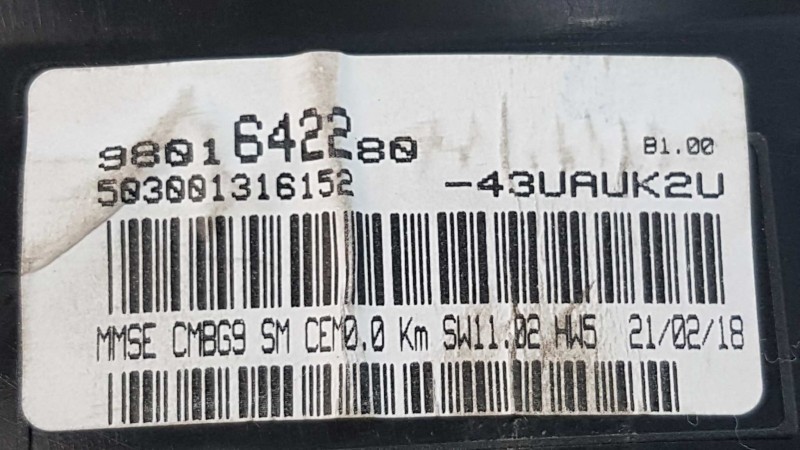 9801642280 B1.00
503001316152 -43UAUK2U
MMSE CMBG9 SM CEM0.0 Km SW11.02 HW5 21/02/18